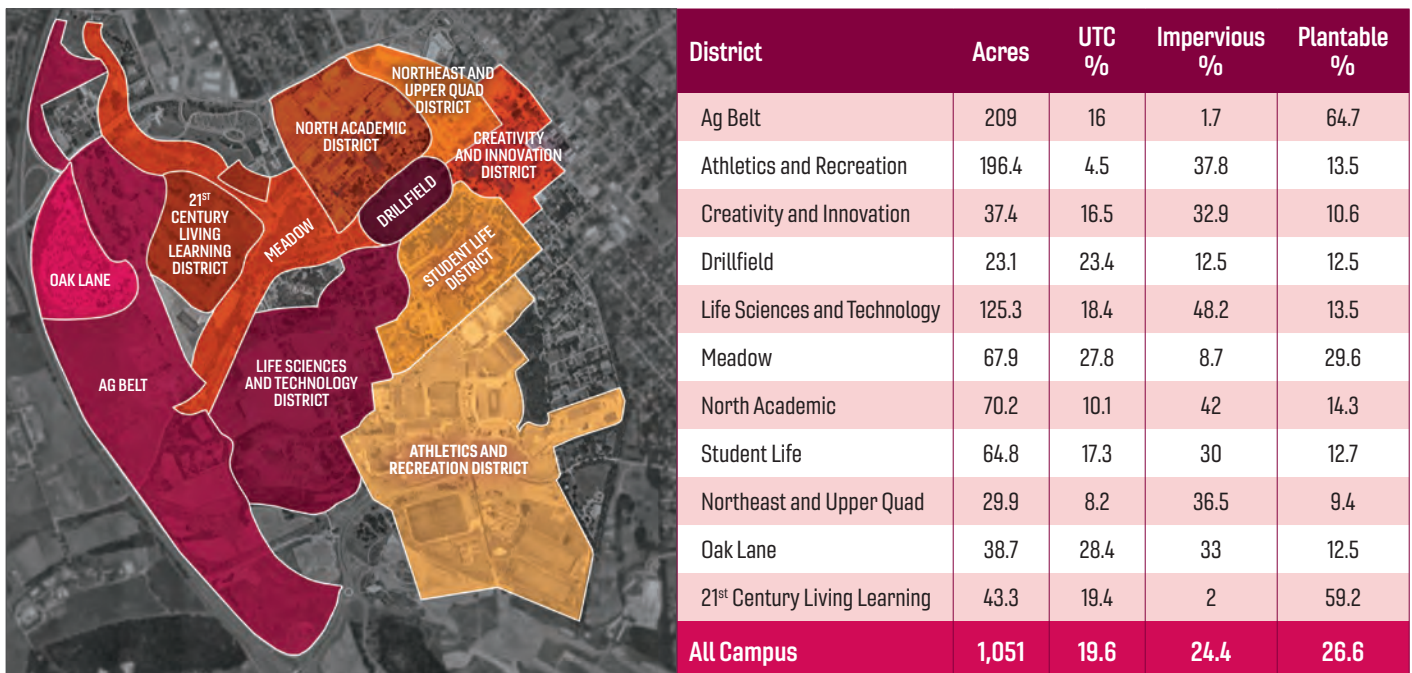 NORTHEAST AND
UPPER QUAD
DISTRICT
NORTH ACADEMIC
DISTRICT
CREATIVITY
AND INNOVATION
DISTRICT
DRILLFIELD
21ST
CENTURY
LIVING
LEARNING
DISTRICT
MEADOW
STUDENT LIFE
DISTRICT
OAK LANE
AG BELT
LIFE SCIENCES
AND TECHNOLOGY
DISTRICT
ATHLETICS AND
RECREATION DISTRICT
District Acres UTC % Impervious % Plantable %
Ag Belt 209 16 1.7 64.7
Athletics and Recreation 196.4 4.5 37.8 13.5
Creativity and Innovation 37.4 16.5 32.9 10.6
Drillfield 23.1 23.4 12.5 12.5
Life Sciences and Technology 125.3 18.4 48.2 13.5
Meadow 67.9 27.8 8.7 29.6
North Academic 70.2 10.1 42 14.3
Student Life 64.8 17.3 30 12.7
Northeast and Upper Quad 29.9 8.2 36.5 9.4
Oak Lane 38.7 28.4 33 12.5
21st Century Living Learning 43.3 19.4 2 59.2
All Campus 1,051 19.6 24.4 26.6